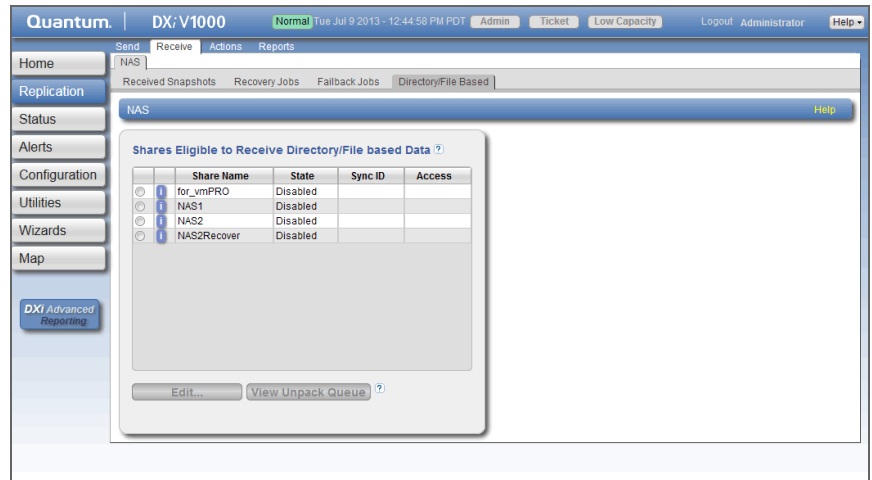 Quantum. DXi V1000 Normal Tue Jul 9 2013 - 12:44:58 PM PDT Admin Ticket Low Capacity Logout Administrator Help
Send Receive Actions Reports
Home
NAS
Received Snapshots Recovery Jobs Failback Jobs Directory/File Based
Replication
NAS Help
Status
Alerts
Shares Eligible to Receive Directory/File based Data ?
Configuration
Share Name State Sync ID Access
i for_vmPRO Disabled
Utilities
i NAS1 Disabled
i NAS2 Disabled
Wizards
i NAS2Recover Disabled
Map
DXi Advanced
Reporting
Edit... View Unpack Queue ?